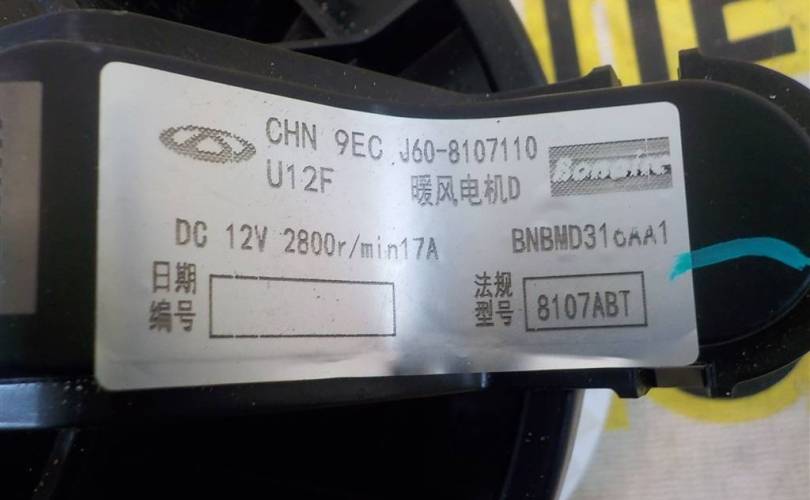 CHN 9EC J60-8107110
U12F 暖风电机D
DC 12V 2800r/min17A BNBMD316AA1
日期
编号
法规
型号
8107ABT